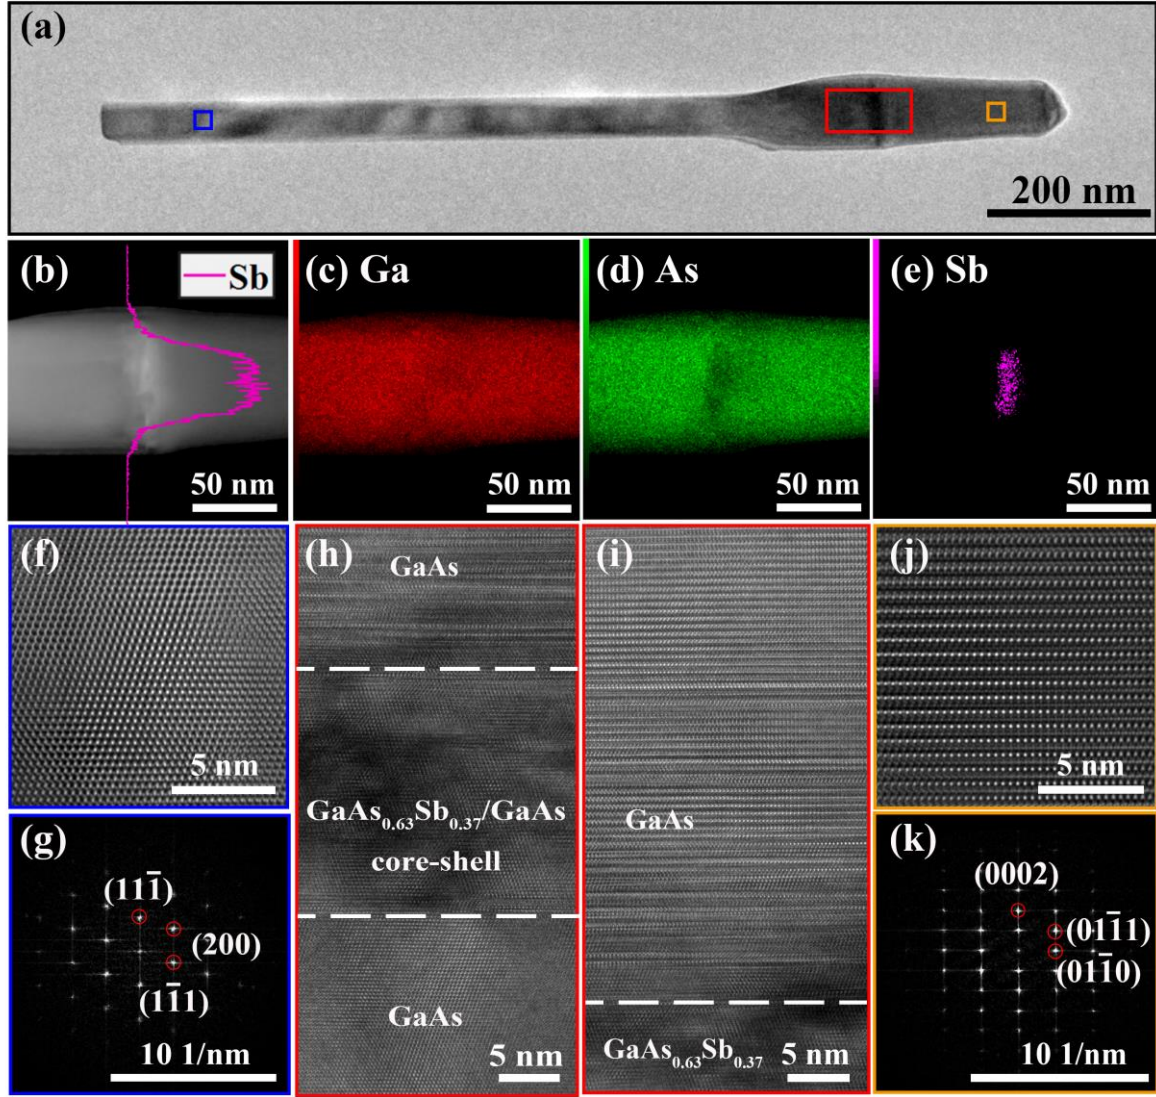 (a)
200 nm
(b)
Sb
50 nm
(c) Ga
50 nm
(d) As
50 nm
(e) Sb
50 nm
(f)
5 nm
(g)
(111̅)
(200)
(11̅1)
10 1/nm
(h)
GaAs
GaAs₀.₆₃Sb₀.₃₇/GaAs
core-shell
GaAs
5 nm
(i)
GaAs
GaAs₀.₆₃Sb₀.₃₇
5 nm
(j)
5 nm
(k)
(0002)
(011̅1)
(011̅0)
10 1/nm